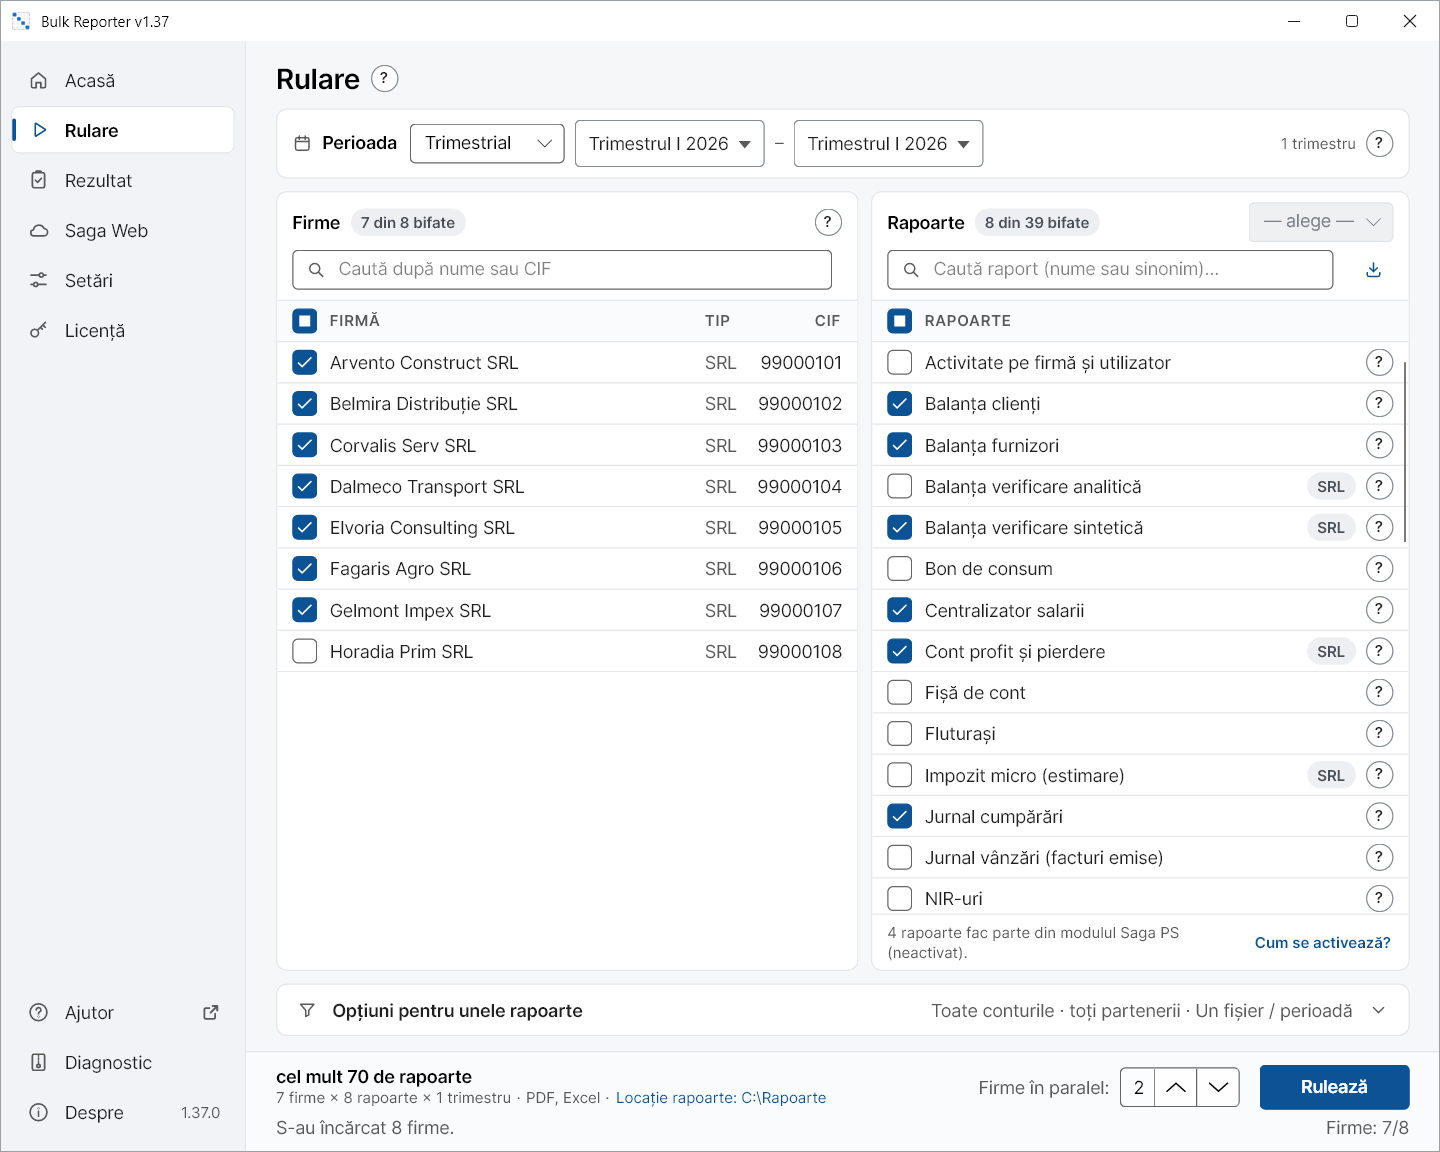 Bulk Reporter v1.37
Acasă
Rulare
Rezultat
Saga Web
Setări
Licență
Ajutor
Diagnostic
Despre 1.37.0
Rulare ?
Perioada Trimestrial Trimestrul I 2026 – Trimestrul I 2026 1 trimestru ?
Firme 7 din 8 bifate ?
Caută după nume sau CIF
FIRMĂ TIP CIF
Arvento Construct SRL SRL 99000101
Belmira Distribuție SRL SRL 99000102
Corvalis Serv SRL SRL 99000103
Dalmeco Transport SRL SRL 99000104
Elvoria Consulting SRL SRL 99000105
Fagaris Agro SRL SRL 99000106
Gelmont Impex SRL SRL 99000107
Horadia Prim SRL SRL 99000108
Rapoarte 8 din 39 bifate — alege —
Caută raport (nume sau sinonim)...
RAPOARTE
Activitate pe firmă și utilizator ?
Balanța clienți ?
Balanța furnizori ?
Balanța verificare analitică SRL ?
Balanța verificare sintetică SRL ?
Bon de consum ?
Centralizator salarii ?
Cont profit și pierdere SRL ?
Fișă de cont ?
Fluturași ?
Impozit micro (estimare) SRL ?
Jurnal cumpărări ?
Jurnal vânzări (facturi emise) ?
NIR-uri ?
4 rapoarte fac parte din modulul Saga PS
(neactivat).
Cum se activează?
Opțiuni pentru unele rapoarte Toate conturile · toți partenerii · Un fișier / perioadă
cel mult 70 de rapoarte
7 firme × 8 rapoarte × 1 trimestru · PDF, Excel · Locație rapoarte: C:\Rapoarte
S-au încărcat 8 firme.
Firme în paralel: 2
Rulează
Firme: 7/8